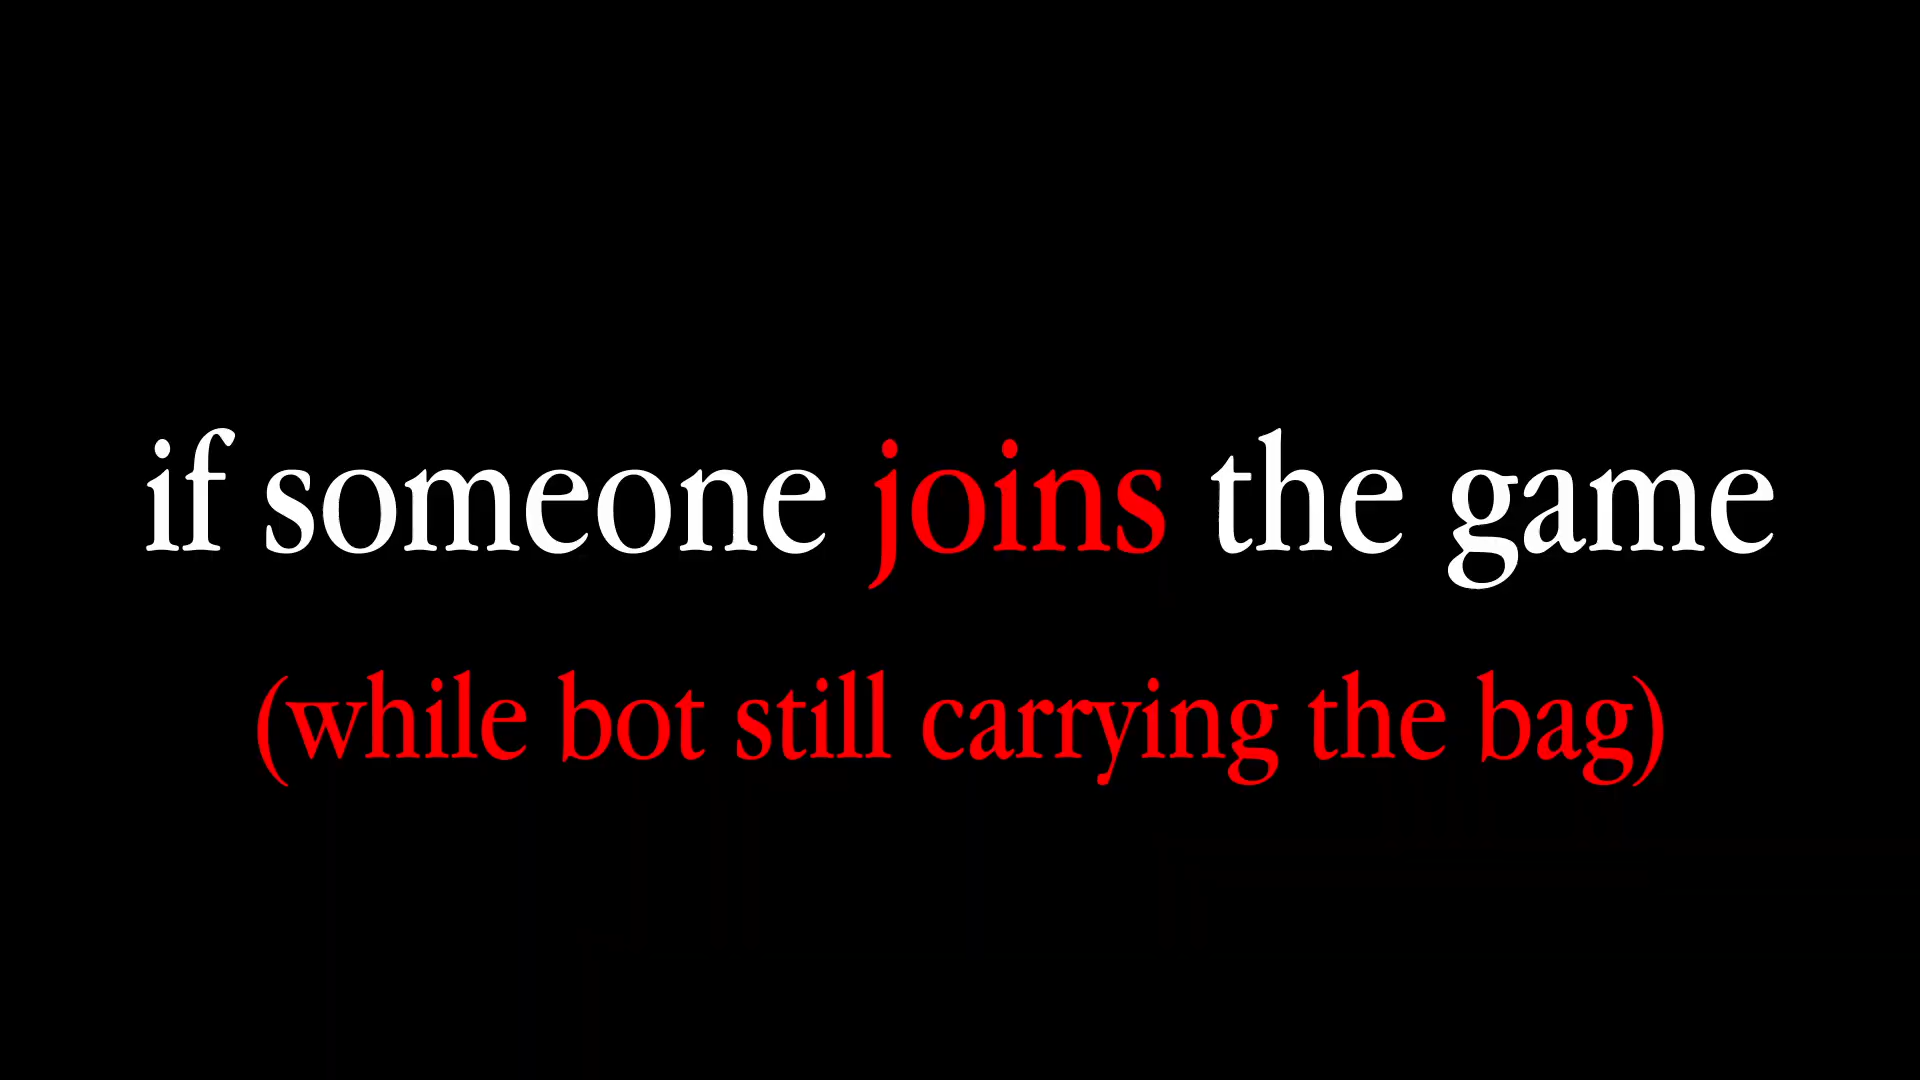 if someone joins the game
(while bot still carrying the bag)